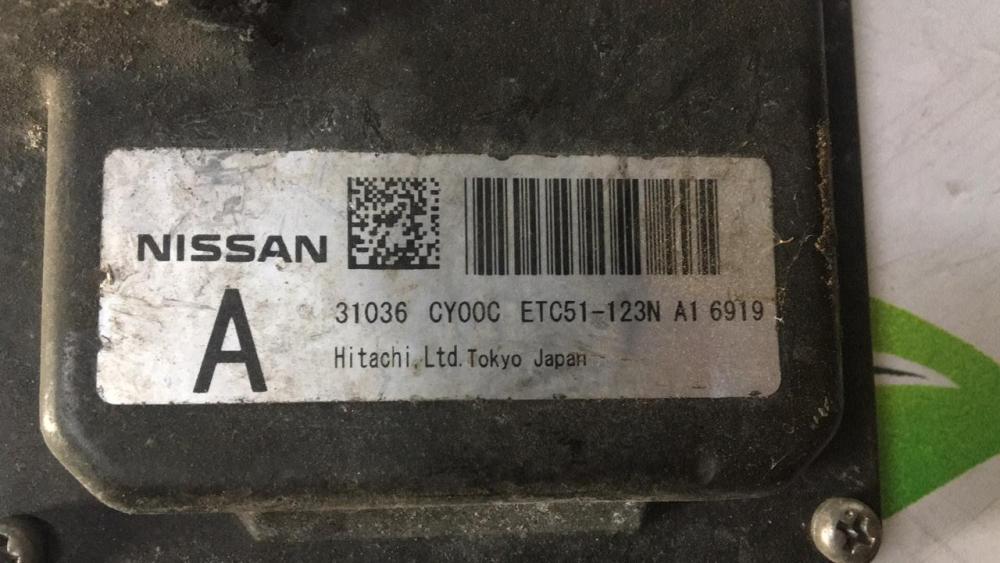 NISSAN
A
31036 CY00C ETC51-123N A1 6919
Hitachi,Ltd.Tokyo Japan